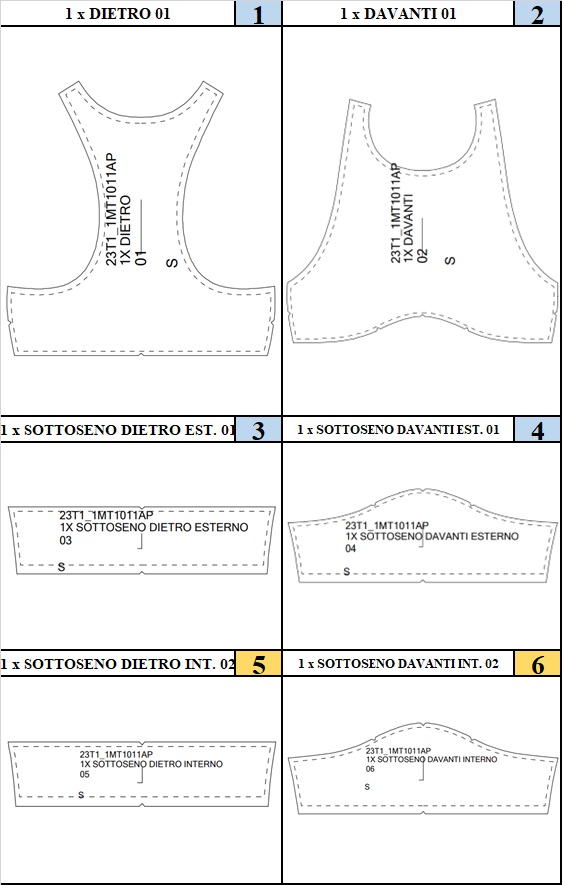 1 x DIETRO 01
1
1 x DAVANTI 01
2
23T1_1MT1011AP
1X DIETRO
01
S
23T1_1MT1011AP
1X DAVANTI
02
S
1 x SOTTOSENO DIETRO EST. 01
3
1 x SOTTOSENO DAVANTI EST. 01
4
23T1_1MT1011AP
1X SOTTOSENO DIETRO ESTERNO
03
S
23T1_1MT1011AP
1X SOTTOSENO DAVANTI ESTERNO
04
S
1 x SOTTOSENO DIETRO INT. 02
5
1 x SOTTOSENO DAVANTI INT. 02
6
23T1_1MT1011AP
1X SOTTOSENO DIETRO INTERNO
05
S
23T1_1MT1011AP
1X SOTTOSENO DAVANTI INTERNO
06
S